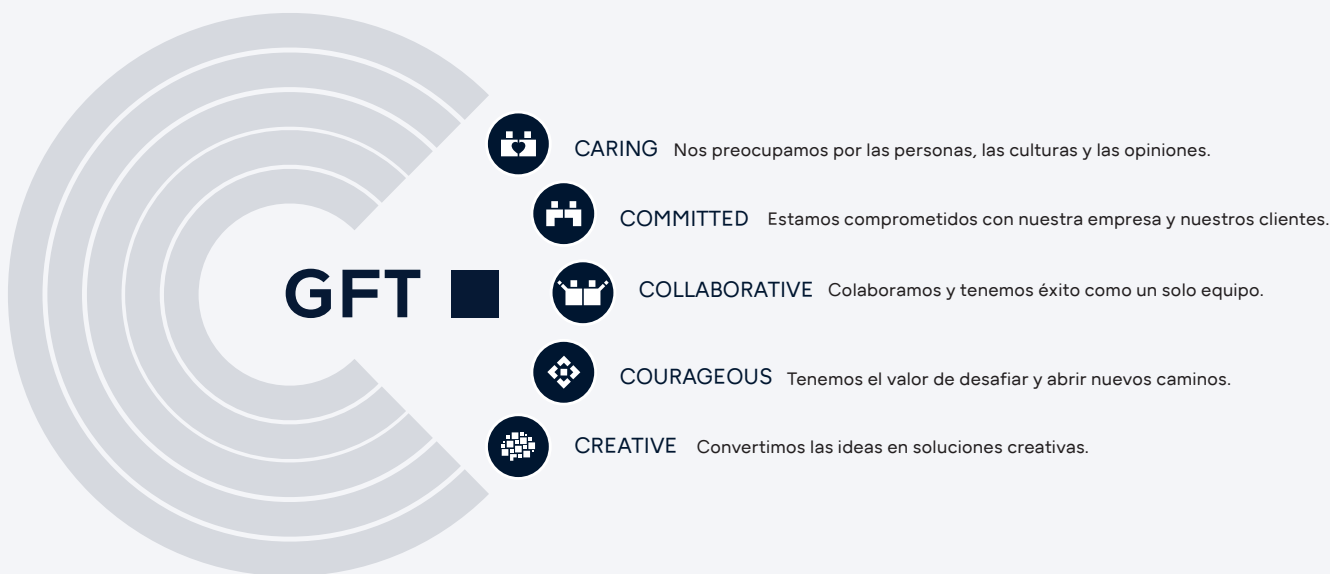 CARING Nos preocupamos por las personas, las culturas y las opiniones.
COMMITTED Estamos comprometidos con nuestra empresa y nuestros clientes.
GFT
COLLABORATIVE Colaboramos y tenemos éxito como un solo equipo.
COURAGEOUS Tenemos el valor de desafiar y abrir nuevos caminos.
CREATIVE Convertimos las ideas en soluciones creativas.